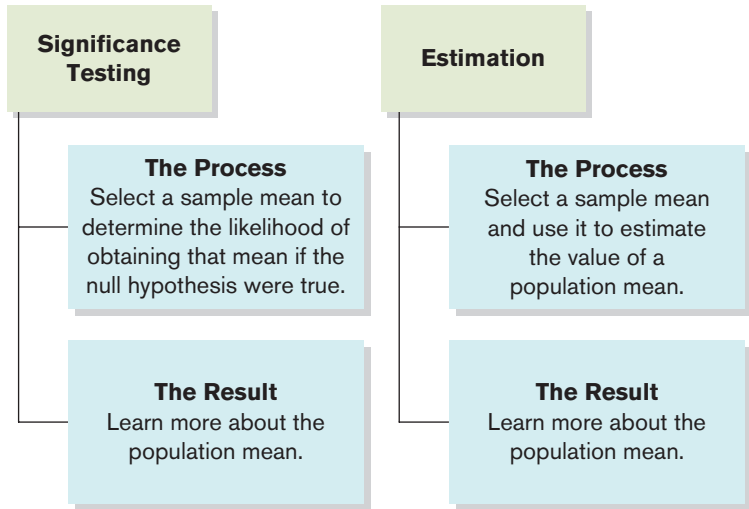 Significance
Testing
The Process
Select a sample mean to
determine the likelihood of
obtaining that mean if the
null hypothesis were true.
The Result
Learn more about the
population mean.
Estimation
The Process
Select a sample mean
and use it to estimate
the value of a
population mean.
The Result
Learn more about the
population mean.